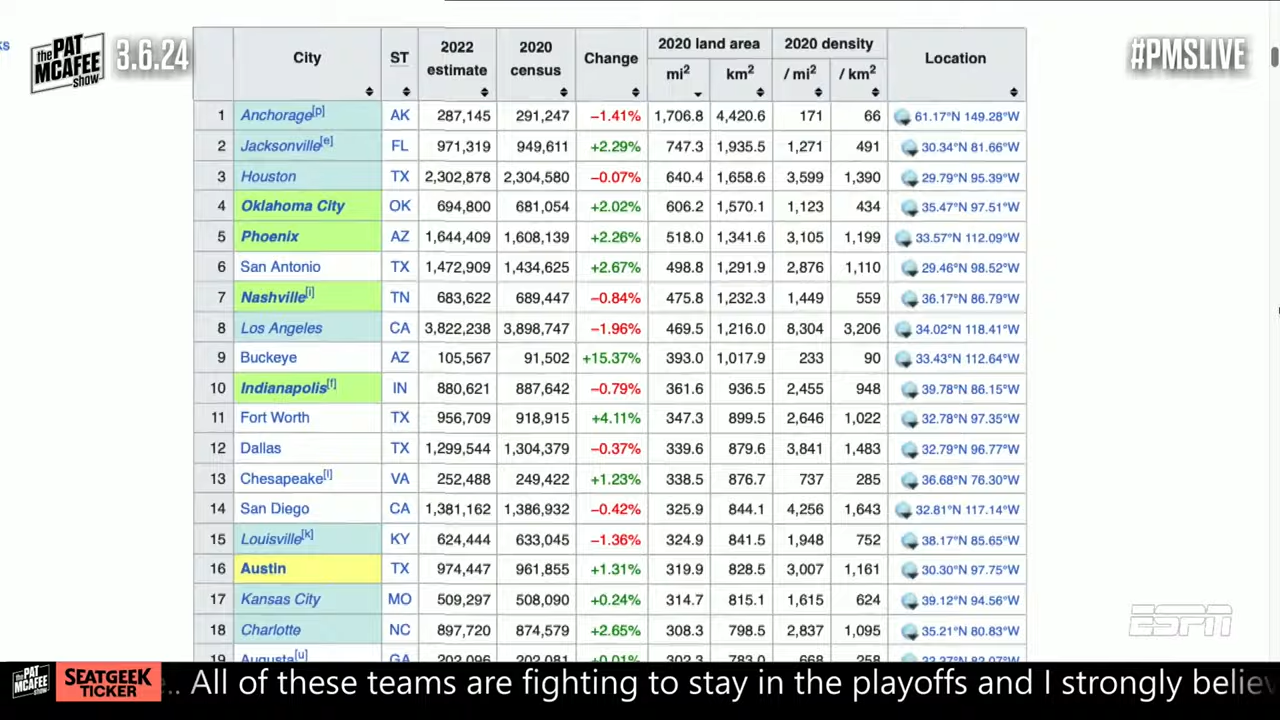 the PAT MCAFEE show 3.6.24
#PMSLIVE
City ST 2022 estimate 2020 census Change 2020 land area 2020 density Location
mi2 km2 / mi2 / km2
1 Anchorage[p] AK 287,145 291,247 −1.41% 1,706.8 4,420.6 171 66 61.17°N 149.28°W
2 Jacksonville[e] FL 971,319 949,611 +2.29% 747.3 1,935.5 1,271 491 30.34°N 81.66°W
3 Houston TX 2,302,878 2,304,580 −0.07% 640.4 1,658.6 3,599 1,390 29.79°N 95.39°W
4 Oklahoma City OK 694,800 681,054 +2.02% 606.2 1,570.1 1,123 434 35.47°N 97.51°W
5 Phoenix AZ 1,644,409 1,608,139 +2.26% 518.0 1,341.6 3,105 1,199 33.57°N 112.09°W
6 San Antonio TX 1,472,909 1,434,625 +2.67% 498.8 1,291.9 2,876 1,110 29.46°N 98.52°W
7 Nashville[i] TN 683,622 689,447 −0.84% 475.8 1,232.3 1,449 559 36.17°N 86.79°W
8 Los Angeles CA 3,822,238 3,898,747 −1.96% 469.5 1,216.0 8,304 3,206 34.02°N 118.41°W
9 Buckeye AZ 105,567 91,502 +15.37% 393.0 1,017.9 233 90 33.43°N 112.64°W
10 Indianapolis[f] IN 880,621 887,642 −0.79% 361.6 936.5 2,455 948 39.78°N 86.15°W
11 Fort Worth TX 956,709 918,915 +4.11% 347.3 899.5 2,646 1,022 32.78°N 97.35°W
12 Dallas TX 1,299,544 1,304,379 −0.37% 339.6 879.6 3,841 1,483 32.79°N 96.77°W
13 Chesapeake[l] VA 252,488 249,422 +1.23% 338.5 876.7 737 285 36.68°N 76.30°W
14 San Diego CA 1,381,162 1,386,932 −0.42% 325.9 844.1 4,256 1,643 32.81°N 117.14°W
15 Louisville[k] KY 624,444 633,045 −1.36% 324.9 841.5 1,948 752 38.17°N 85.65°W
16 Austin TX 974,447 961,855 +1.31% 319.9 828.5 3,007 1,161 30.30°N 97.75°W
17 Kansas City MO 509,297 508,090 +0.24% 314.7 815.1 1,615 624 39.12°N 94.56°W
18 Charlotte NC 897,720 874,579 +2.65% 308.3 798.5 2,837 1,095 35.21°N 80.83°W
19 Augusta[u] GA 202,096 202,081 +0.01% 302.3 783.0 668 258
ESPN
the PAT MCAFEE show SEATGEEK TICKER .. All of these teams are fighting to stay in the playoffs and I strongly believ